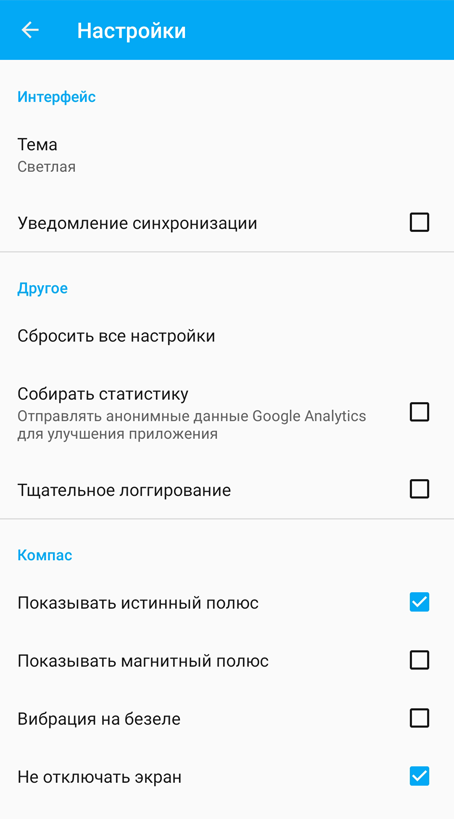 Настройки
Интерфейс
Тема
Светлая
Уведомление синхронизации
Другое
Сбросить все настройки
Собирать статистику
Отправлять анонимные данные Google Analytics
для улучшения приложения
Тщательное логгирование
Компас
Показывать истинный полюс
Показывать магнитный полюс
Вибрация на безеле
Не отключать экран